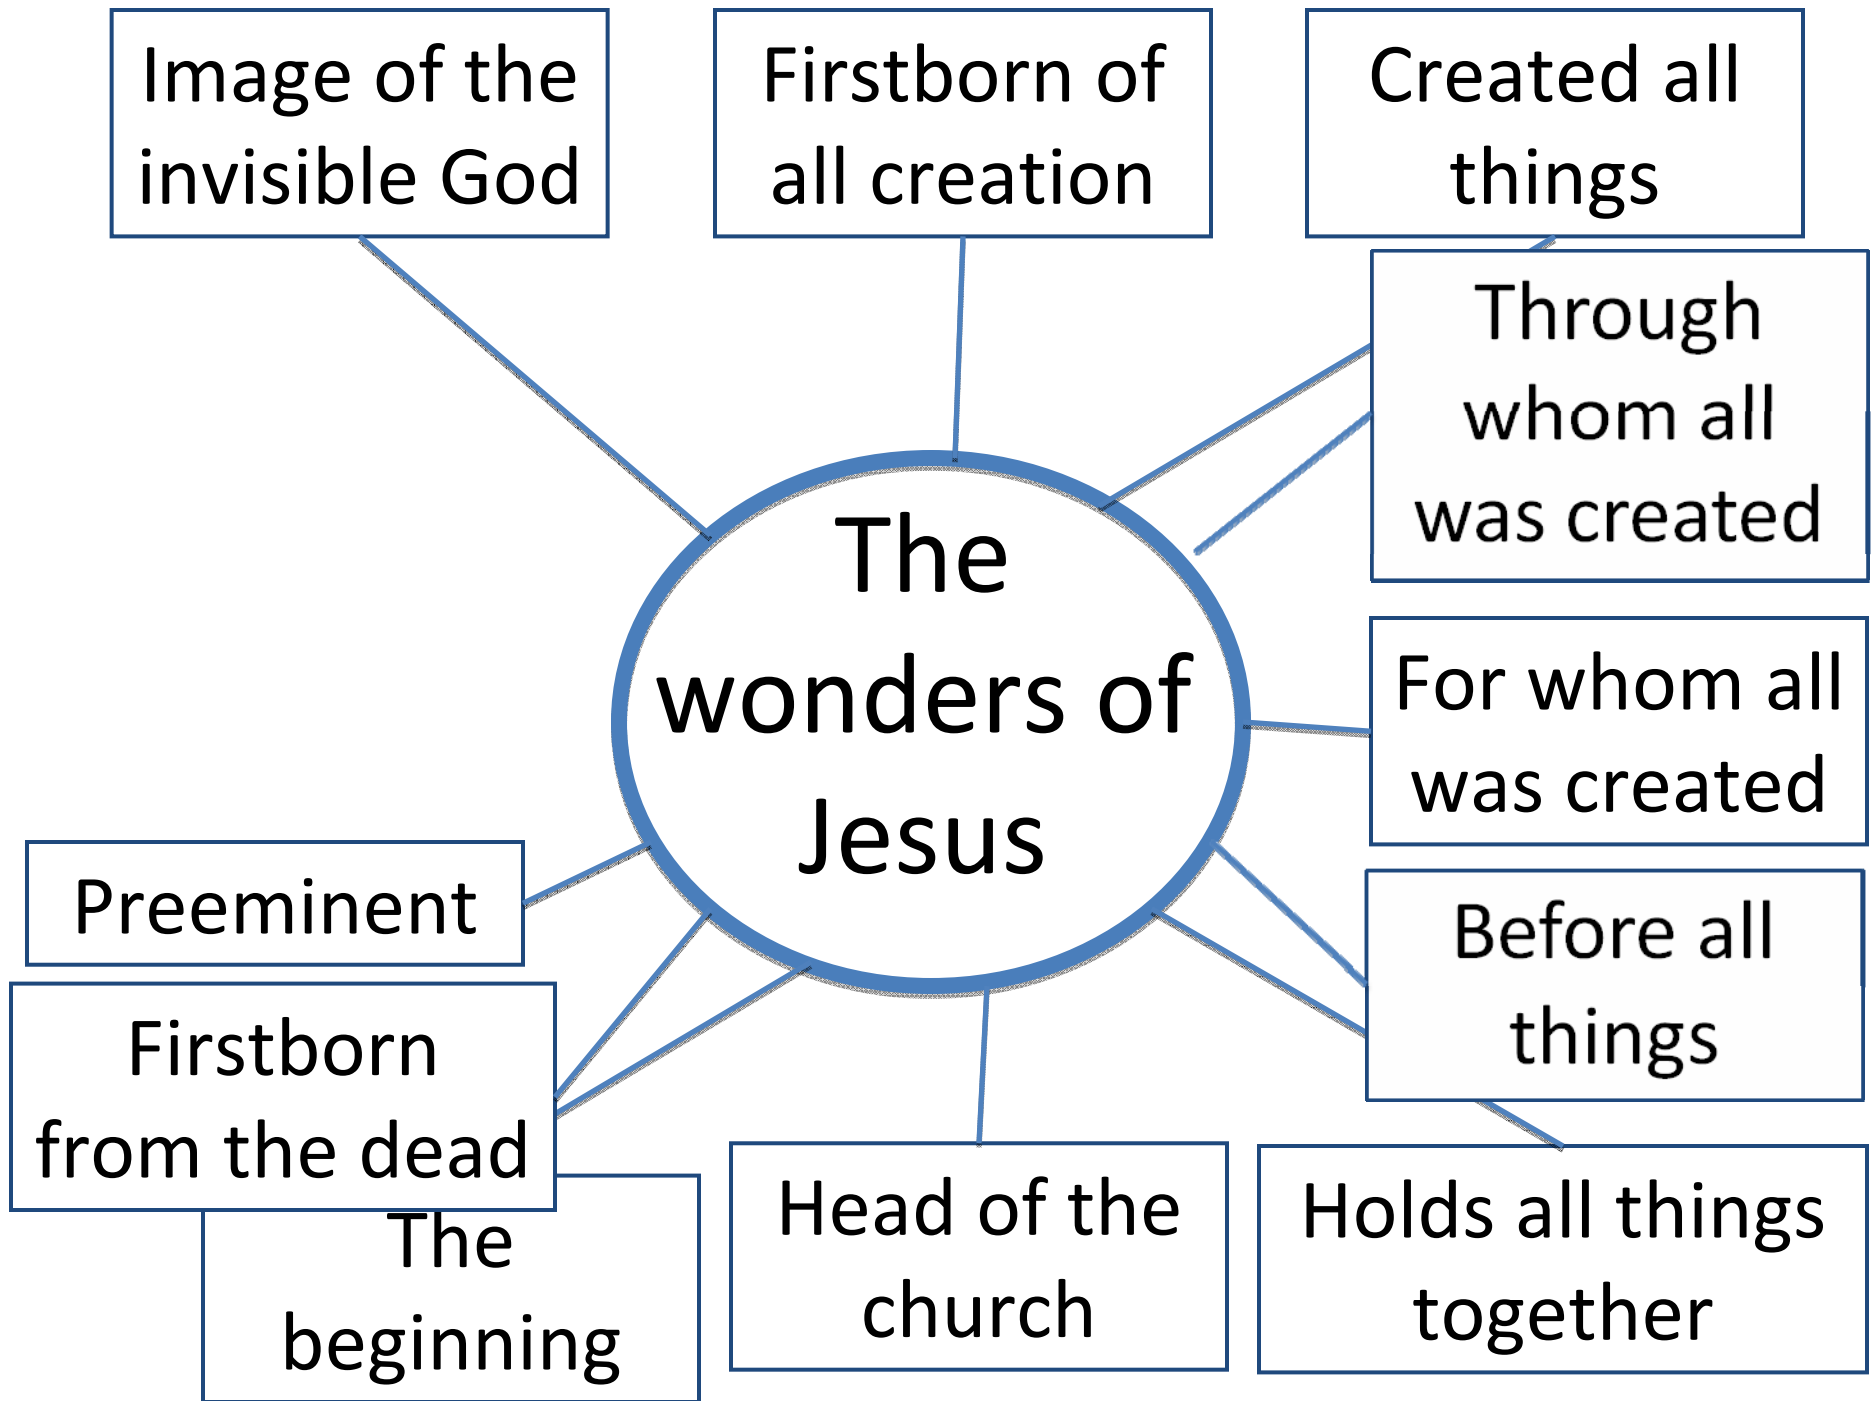 Image of the
invisible God
Firstborn of
all creation
Created all
things
Through
whom all
was created
The
wonders of
Jesus
For whom all
was created
Preeminent
Before all
things
Firstborn
from the dead
The
beginning
Head of the
church
Holds all things
together